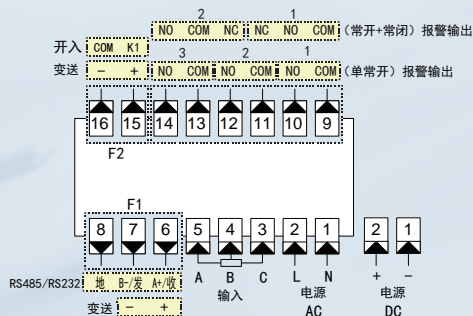 2 1
NO COM NC NC NO COM (常开+常闭) 报警输出
开入 COM K1
3 2 1
变送 - + NO COM NO COM NO COM (单常开) 报警输出
16 15 14 13 12 11 10 9
F2
F1
8 7 6 5 4 3 2 1 2 1
RS485/RS232 地 B-/发 A+/收 A B C L N + -
输入 电源 电源
变送 - + AC DC